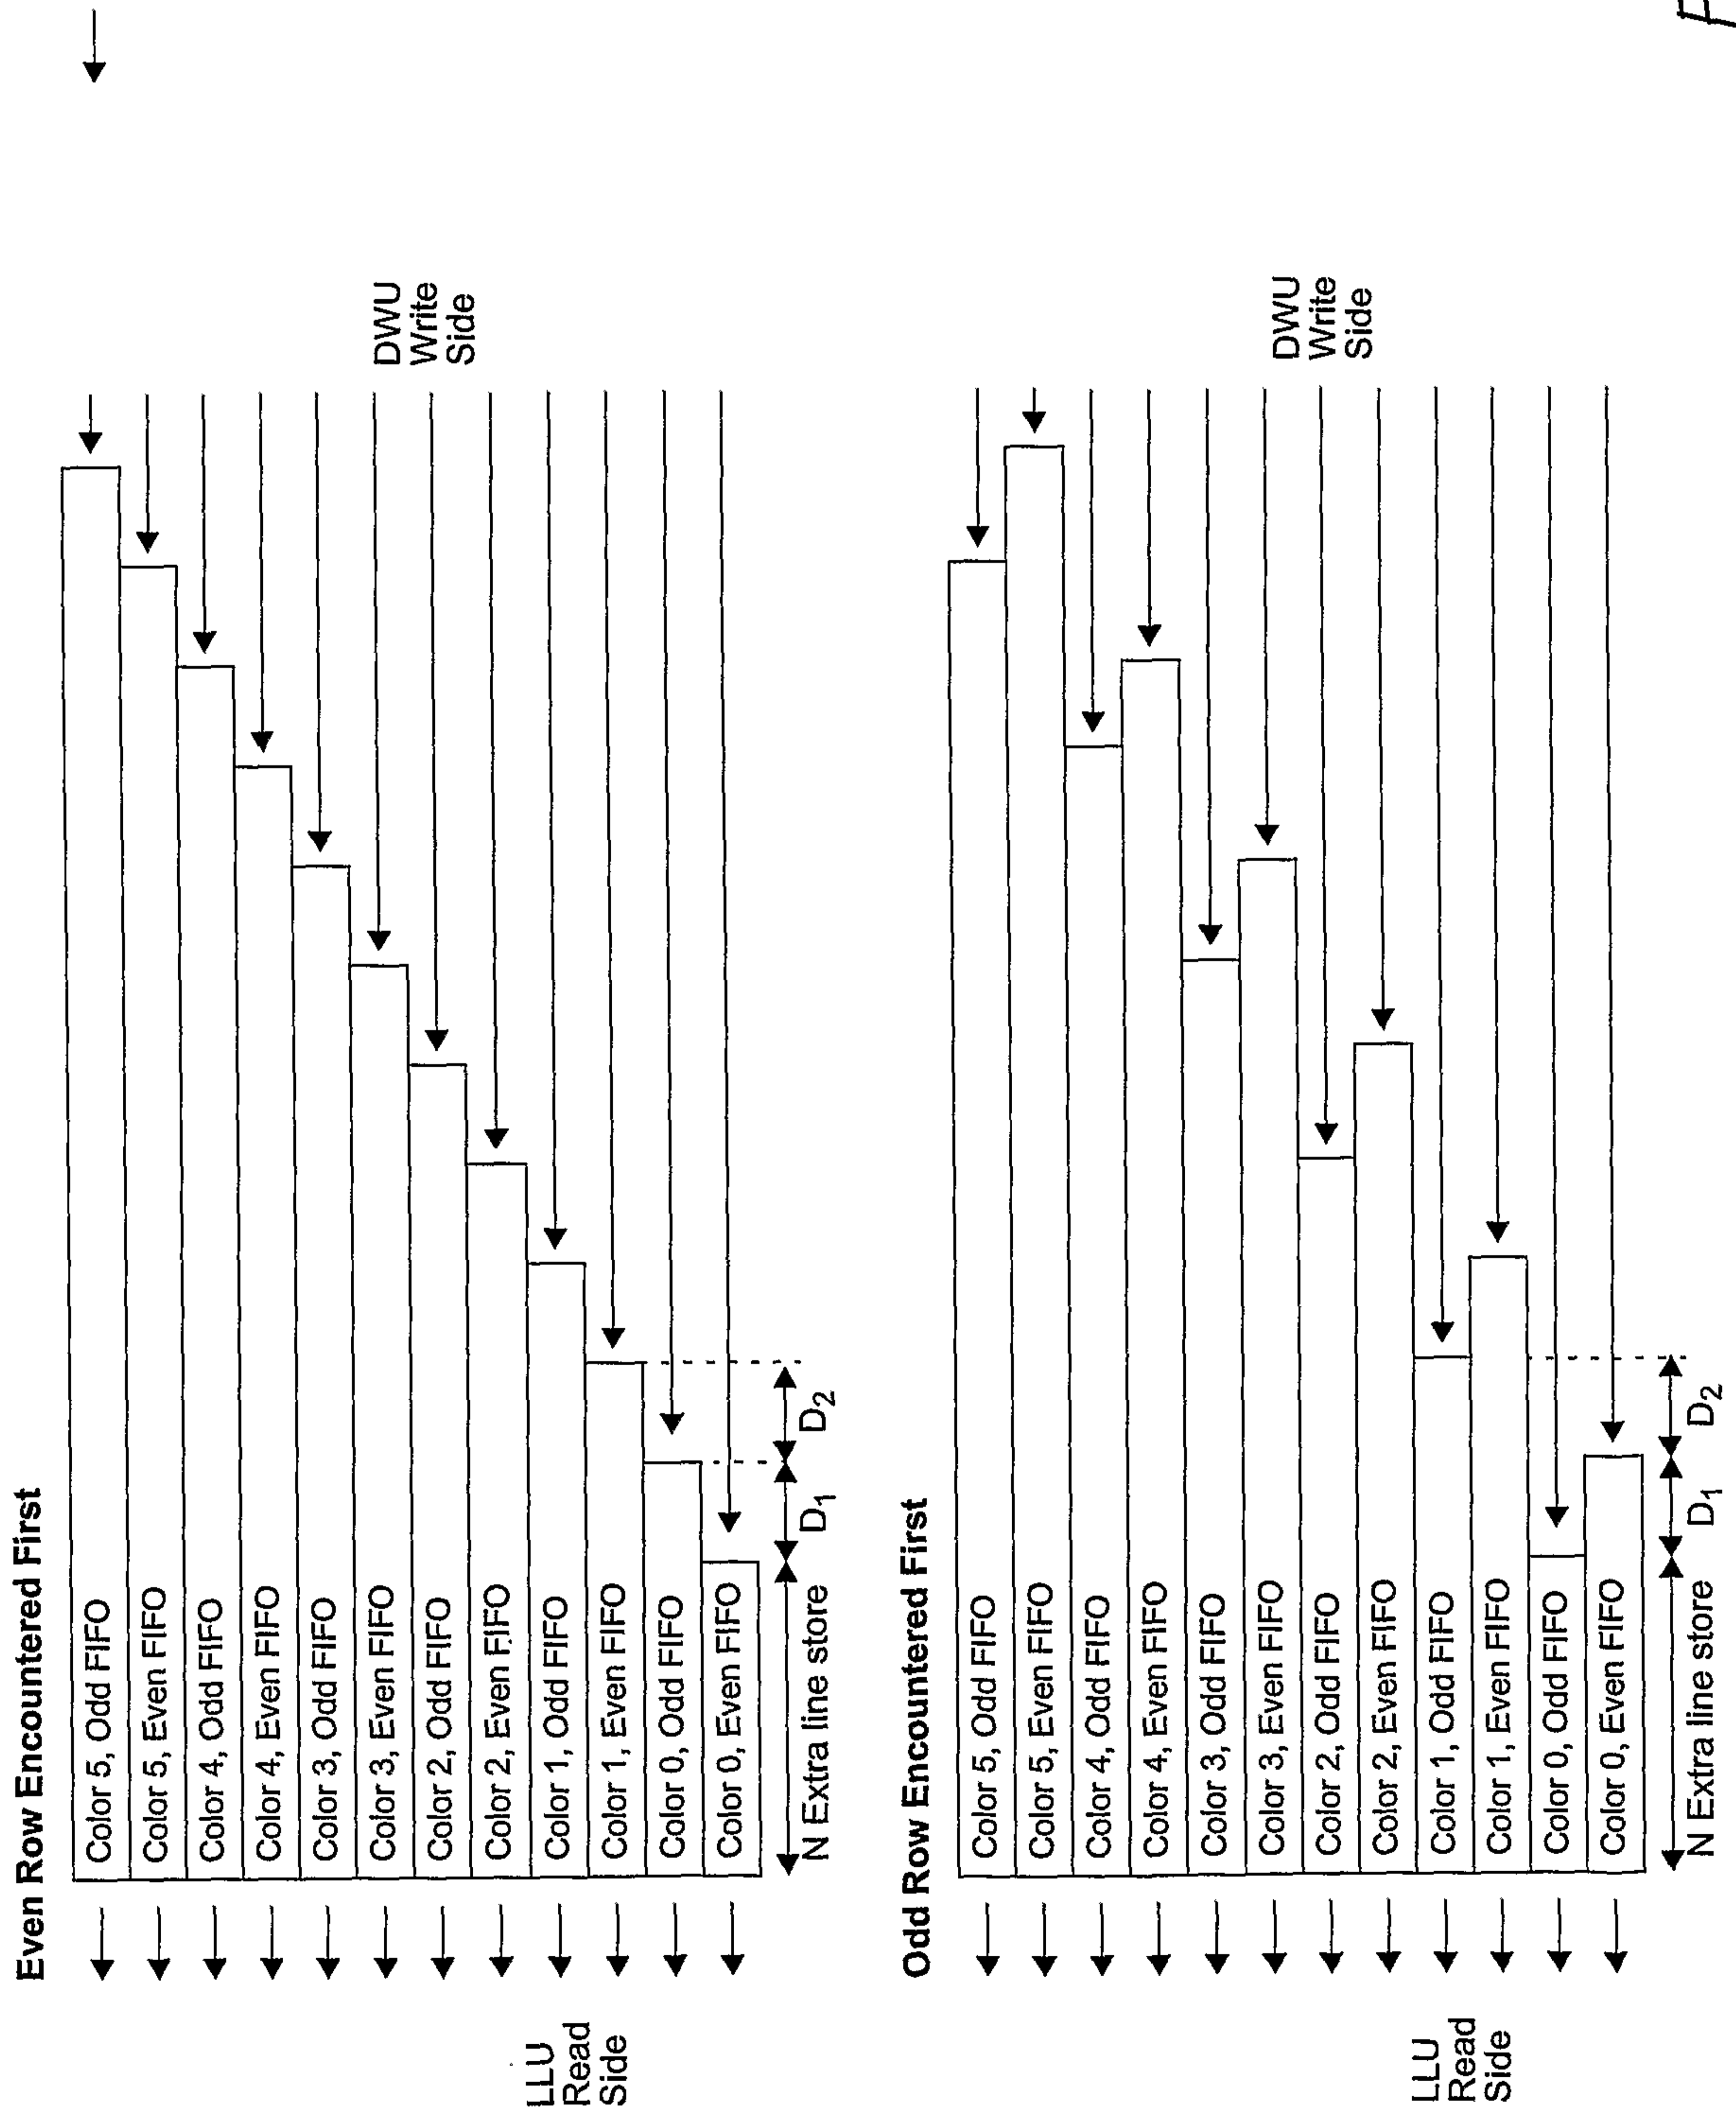 Even Row Encountered First
Color 5, Odd FIFO
Color 5, Even FIFO
Color 4, Odd FIFO
Color 4, Even FIFO
Color 3, Odd FIFO
Color 3, Even FIFO
Color 2, Odd FIFO
Color 2, Even FIFO
Color 1, Odd FIFO
Color 1, Even FIFO
Color 0, Odd FIFO
Color 0, Even FIFO
LLU
Read
Side
DWU
Write
Side
N Extra line store
D1
D2
Odd Row Encountered First
Color 5, Odd FIFO
Color 5, Even FIFO
Color 4, Odd FIFO
Color 4, Even FIFO
Color 3, Odd FIFO
Color 3, Even FIFO
Color 2, Odd FIFO
Color 2, Even FIFO
Color 1, Odd FIFO
Color 1, Even FIFO
Color 0, Odd FIFO
Color 0, Even FIFO
LLU
Read
Side
DWU
Write
Side
N Extra line store
D1
D2